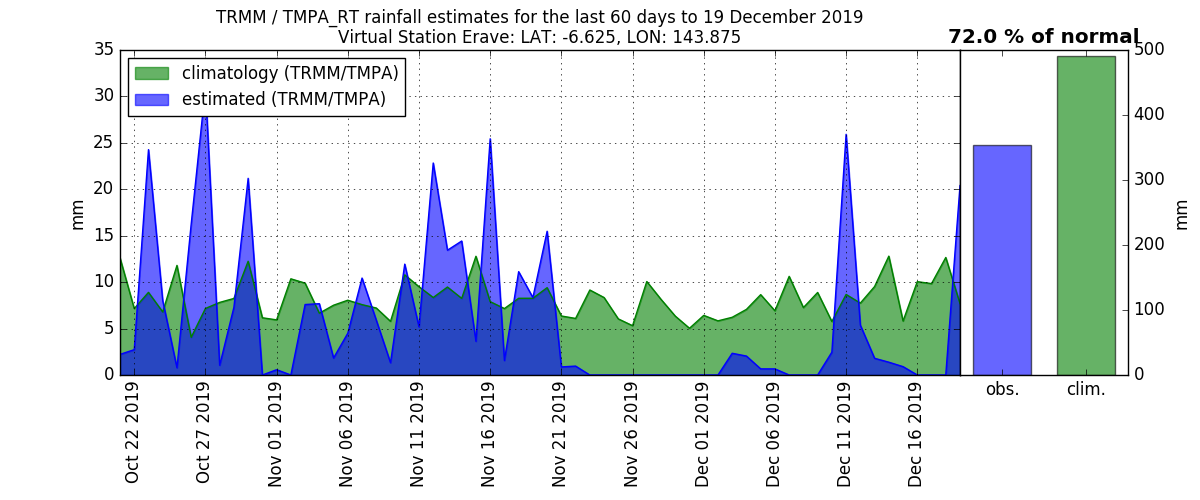 TRMM / TMPA_RT rainfall estimates for the last 60 days to 19 December 2019
Virtual Station Erave: LAT: -6.625, LON: 143.875
72.0 % of normal
climatology (TRMM/TMPA)
estimated (TRMM/TMPA)
35
30
25
20
15
10
5
0
mm
Oct 22 2019
Oct 27 2019
Nov 01 2019
Nov 06 2019
Nov 11 2019
Nov 16 2019
Nov 21 2019
Nov 26 2019
Dec 01 2019
Dec 06 2019
Dec 11 2019
Dec 16 2019
obs.
clim.
500
400
300
200
100
0
mm